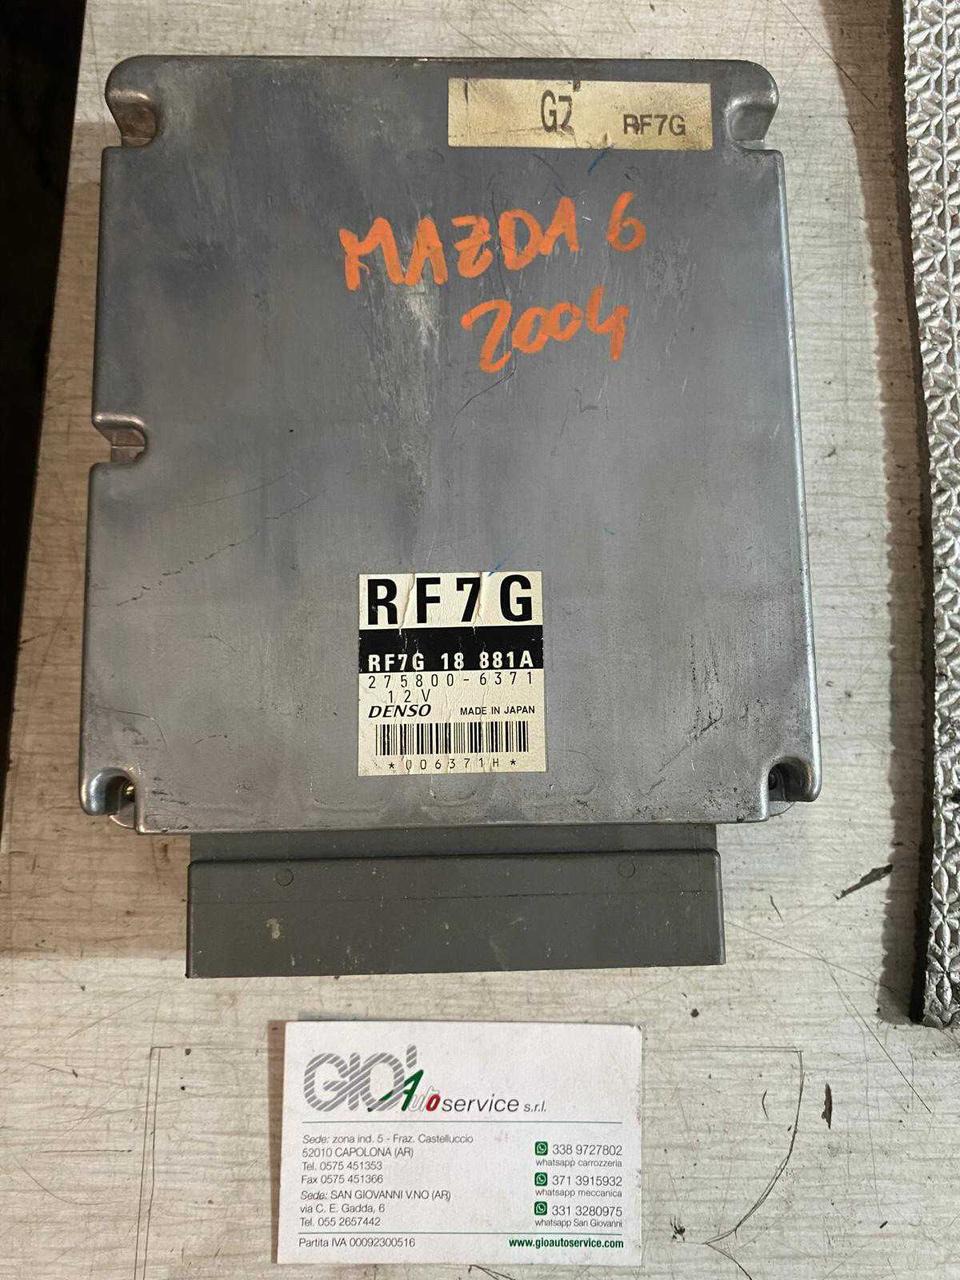 GZ RF7G
MAZDA 6
2004
RF7G
RF7G 18 881A
275800-6371
12V
DENSO MADE IN JAPAN
*006371H*
GIO' Autoservice s.r.l.
Sede: zona ind. 5 - Fraz. Castelluccio
52010 CAPOLONA (AR)
Tel. 0575 451353
Fax 0575 451366
Sede: SAN GIOVANNI V.NO (AR)
via C. E. Gadda, 6
Tel. 055 2657442
338 9727802
whatsapp carrozzeria
371 3915932
whatsapp meccanica
331 3280975
whatsapp San Giovanni
Partita IVA 00092300516 www.gioautoservice.com